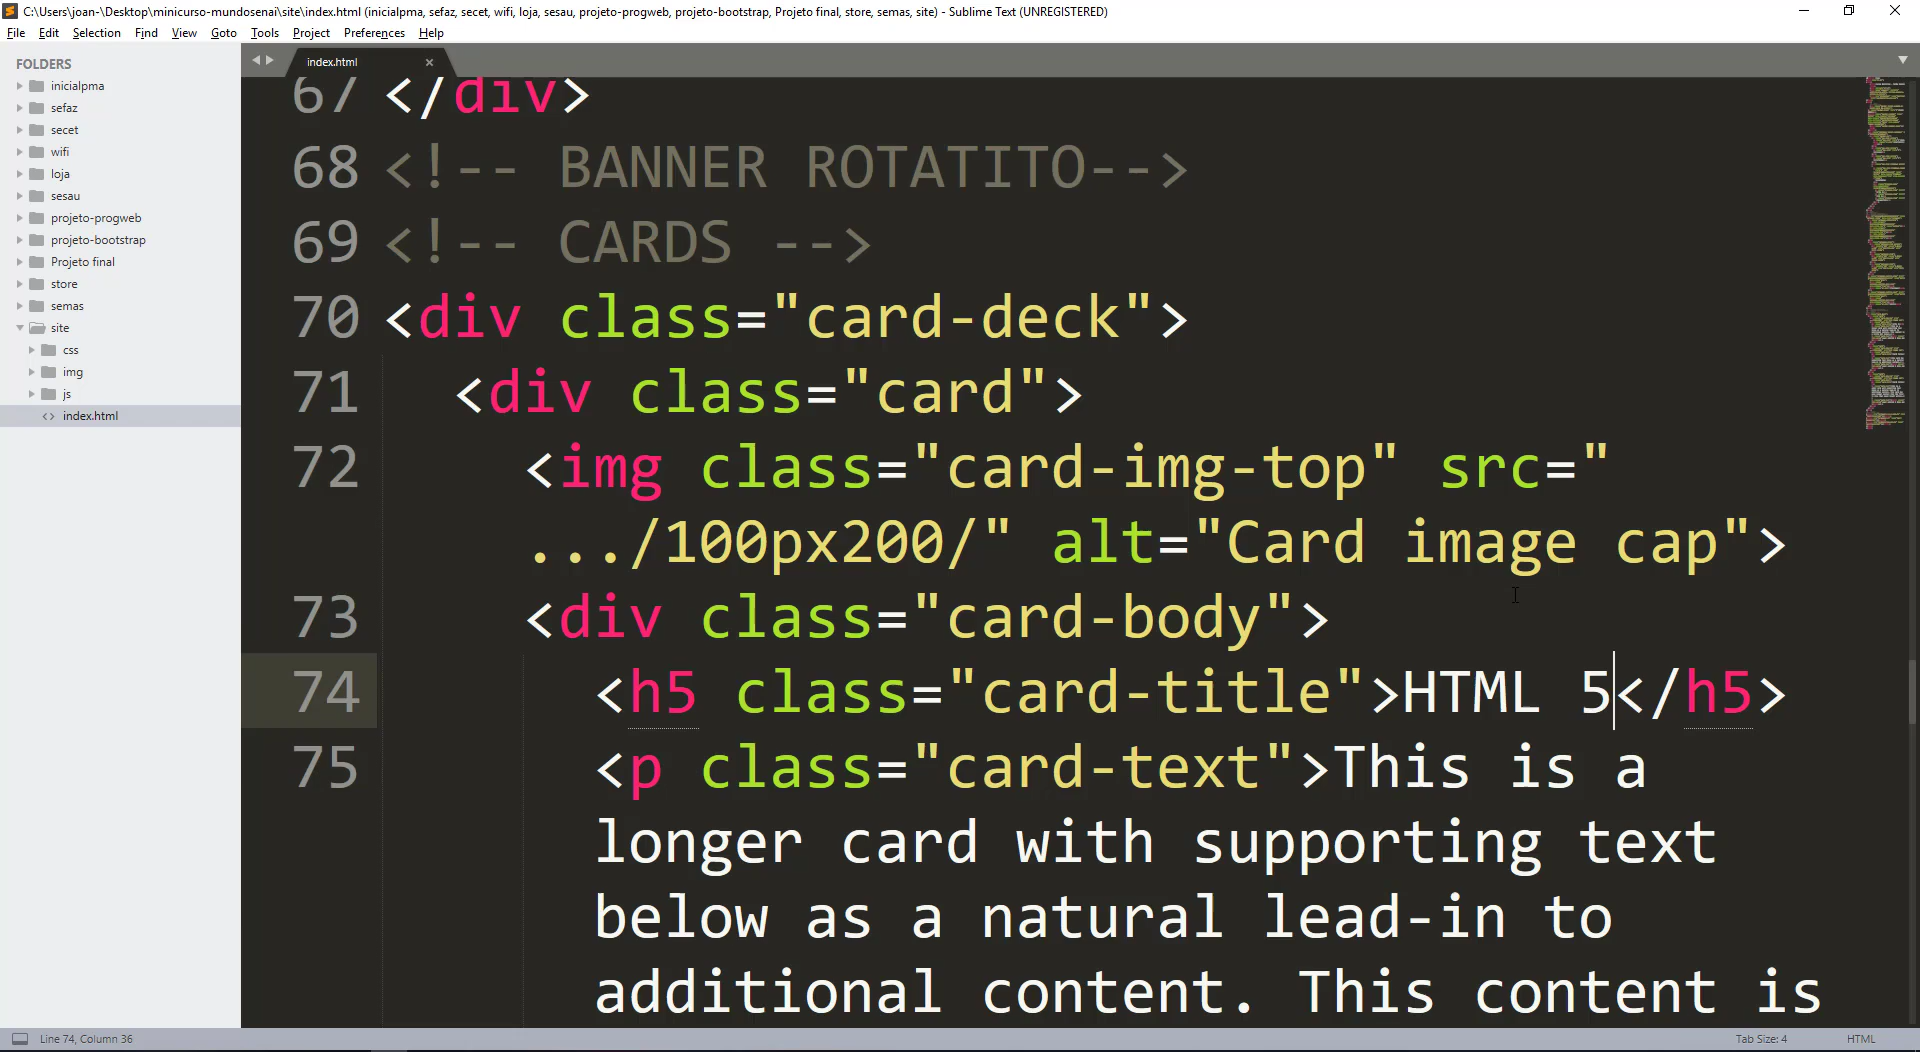 C:\Users\joan-\Desktop\minicurso-mundosenai\site\index.html (inicialpma, sefaz, secet, wifi, loja, sesau, projeto-progweb, projeto-bootstrap, Projeto final, store, semas, site) - Sublime Text (UNREGISTERED)
File Edit Selection Find View Goto Tools Project Preferences Help
FOLDERS
inicialpma
sefaz
secet
wifi
loja
sesau
projeto-progweb
projeto-bootstrap
Projeto final
store
semas
site
css
img
js
<> index.html
index.html
67 </div>
68 <!-- BANNER ROTATITO-->
69 <!-- CARDS -->
70 <div class="card-deck">
71 <div class="card">
72 <img class="card-img-top" src="
.../100px200/" alt="Card image cap">
73 <div class="card-body">
74 <h5 class="card-title">HTML 5</h5>
75 <p class="card-text">This is a
longer card with supporting text
below as a natural lead-in to
additional content. This content is
Line 74, Column 36
Tab Size: 4
HTML